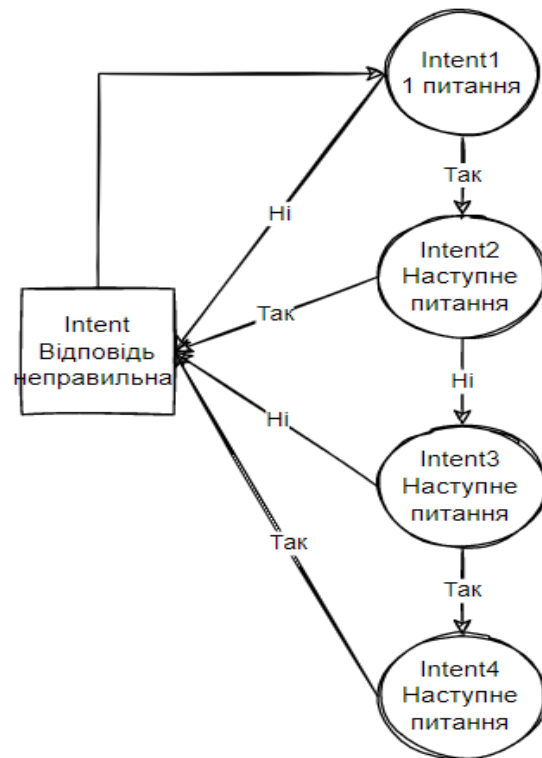 Intent1
1 питання
Так
Ні
Intent2
Наступне
питання
Так
Intent
Відповідь
неправильна
Ні
Intent3
Наступне
питання
Ні
Так
Так
Intent4
Наступне
питання